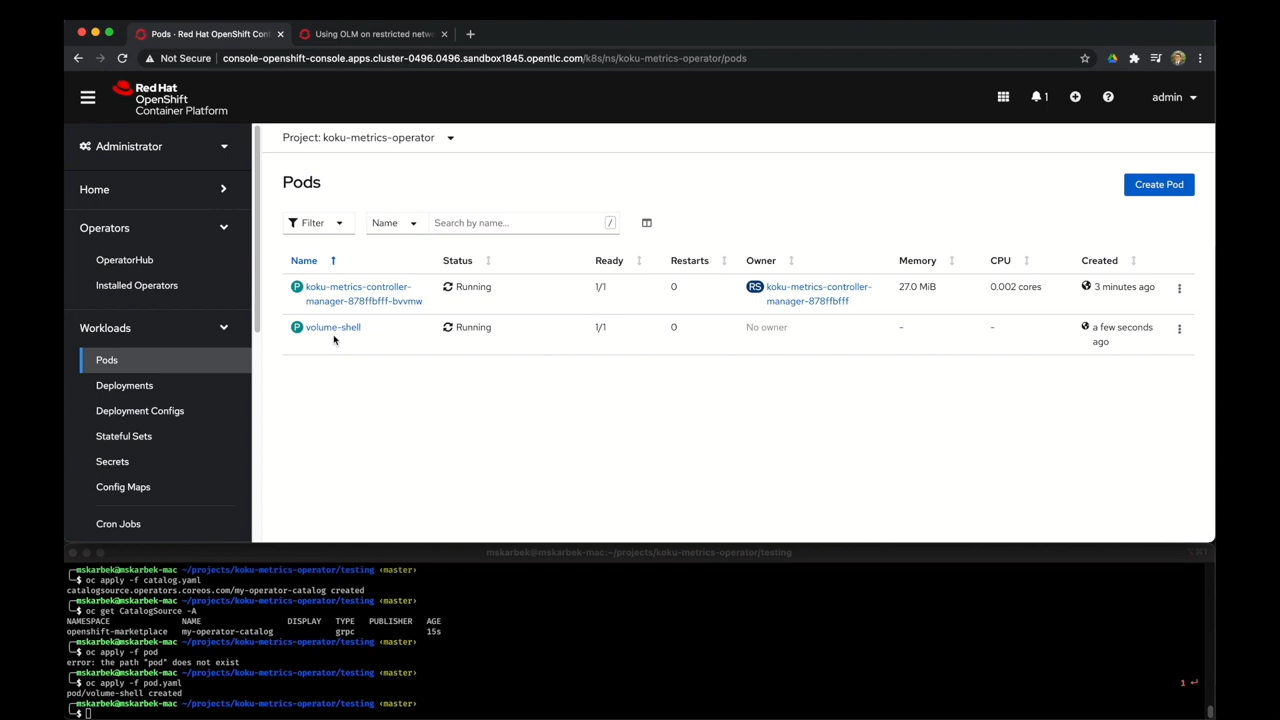 Pods · Red Hat OpenShift Con
Using OLM on restricted netw
Not Secure
console-openshift-console.apps.cluster-0496.0496.sandbox1845.opentlc.com/k8s/ns/koku-metrics-operator/pods
Red Hat
OpenShift
Container Platform
1
admin
Administrator
Home
Operators
OperatorHub
Installed Operators
Workloads
Pods
Deployments
Deployment Configs
Stateful Sets
Secrets
Config Maps
Cron Jobs
Project: koku-metrics-operator
Pods
Create Pod
Filter
Name
Search by name...
/
Name Status Ready Restarts Owner Memory CPU Created
P koku-metrics-controller-manager-878ffbfff-bvvmw Running 1/1 0 RS koku-metrics-controller-manager-878ffbfff 27.0 MiB 0.002 cores 3 minutes ago
P volume-shell Running 1/1 0 No owner - - a few seconds ago
mskarbek@mskarbek-mac:~/projects/koku-metrics-operator/testing
mskarbek@mskarbek-mac ~/projects/koku-metrics-operator/testing ‹master›
$ oc apply -f catalog.yaml
catalogsource.operators.coreos.com/my-operator-catalog created
mskarbek@mskarbek-mac ~/projects/koku-metrics-operator/testing ‹master›
$ oc get CatalogSource -A
NAMESPACE NAME DISPLAY TYPE PUBLISHER AGE
openshift-marketplace my-operator-catalog grpc 15s
mskarbek@mskarbek-mac ~/projects/koku-metrics-operator/testing ‹master›
$ oc apply -f pod
error: the path "pod" does not exist
mskarbek@mskarbek-mac ~/projects/koku-metrics-operator/testing ‹master›
$ oc apply -f pod.yaml
1 ↵
pod/volume-shell created
mskarbek@mskarbek-mac ~/projects/koku-metrics-operator/testing ‹master›
$